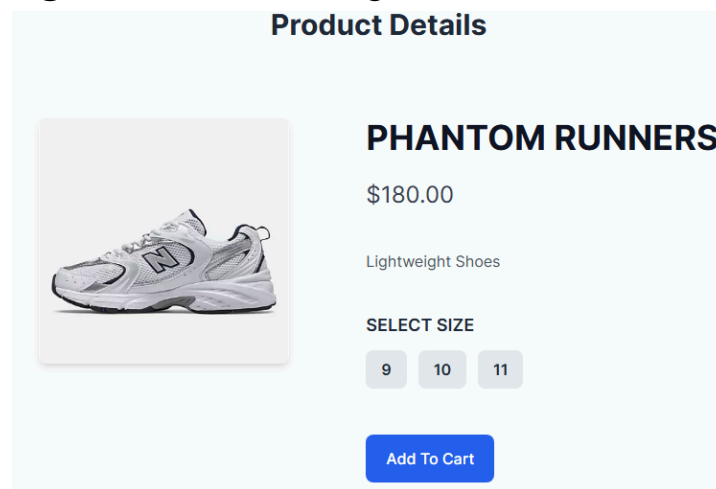 Product Details
PHANTOM RUNNERS
$180.00
Lightweight Shoes
SELECT SIZE
9 10 11
Add To Cart
N